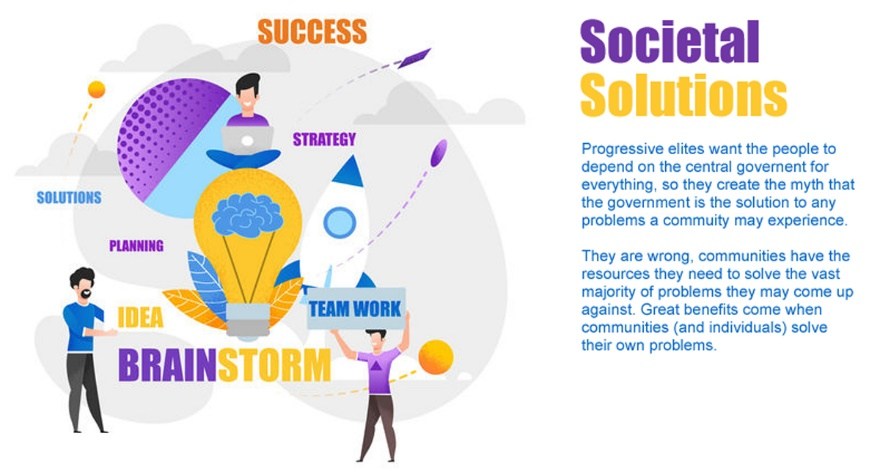 SUCCESS
STRATEGY
SOLUTIONS
PLANNING
TEAM WORK
IDEA
BRAINSTORM
Societal
Solutions
Progressive elites want the people to
depend on the central governent for
everything, so they create the myth that
the government is the solution to any
problems a commuity may experience.
They are wrong, communities have the
resources they need to solve the vast
majority of problems they may come up
against. Great benefits come when
communities (and individuals) solve
their own problems.